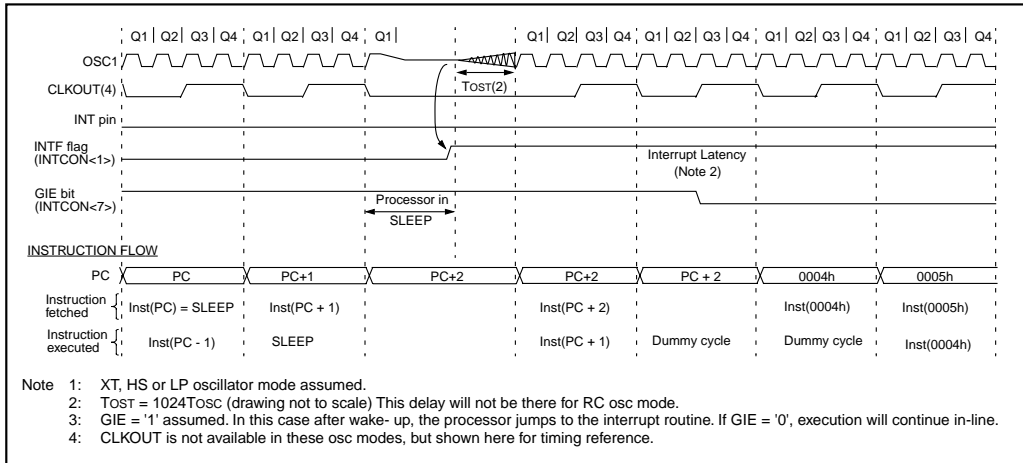 Q1 Q2 Q3 Q4 Q1 Q2 Q3 Q4 Q1 Q1 Q2 Q3 Q4 Q1 Q2 Q3 Q4 Q1 Q2 Q3 Q4 Q1 Q2 Q3 Q4
OSC1
TOST(2)
CLKOUT(4)
INT pin
INTF flag
(INTCON<1>)
Interrupt Latency
(Note 2)
GIE bit
(INTCON<7>)
Processor in
SLEEP
INSTRUCTION FLOW
PC PC PC+1 PC+2 PC+2 PC + 2 0004h 0005h
Instruction
fetched
Inst(PC) = SLEEP Inst(PC + 1) Inst(PC + 2) Inst(0004h) Inst(0005h)
Instruction
executed
Inst(PC - 1) SLEEP Inst(PC + 1) Dummy cycle Dummy cycle Inst(0004h)
Note 1: XT, HS or LP oscillator mode assumed.
2: TOST = 1024TOSC (drawing not to scale) This delay will not be there for RC osc mode.
3: GIE = '1' assumed. In this case after wake- up, the processor jumps to the interrupt routine. If GIE = '0', execution will continue in-line.
4: CLKOUT is not available in these osc modes, but shown here for timing reference.